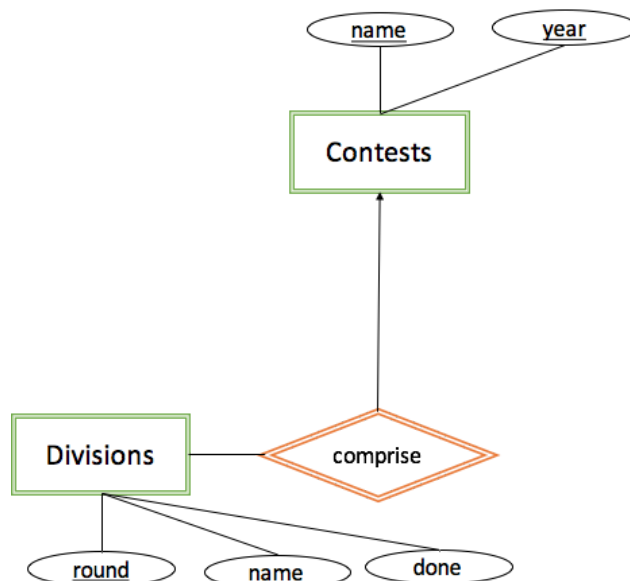 name
year
Contests
Divisions
comprise
round
name
done